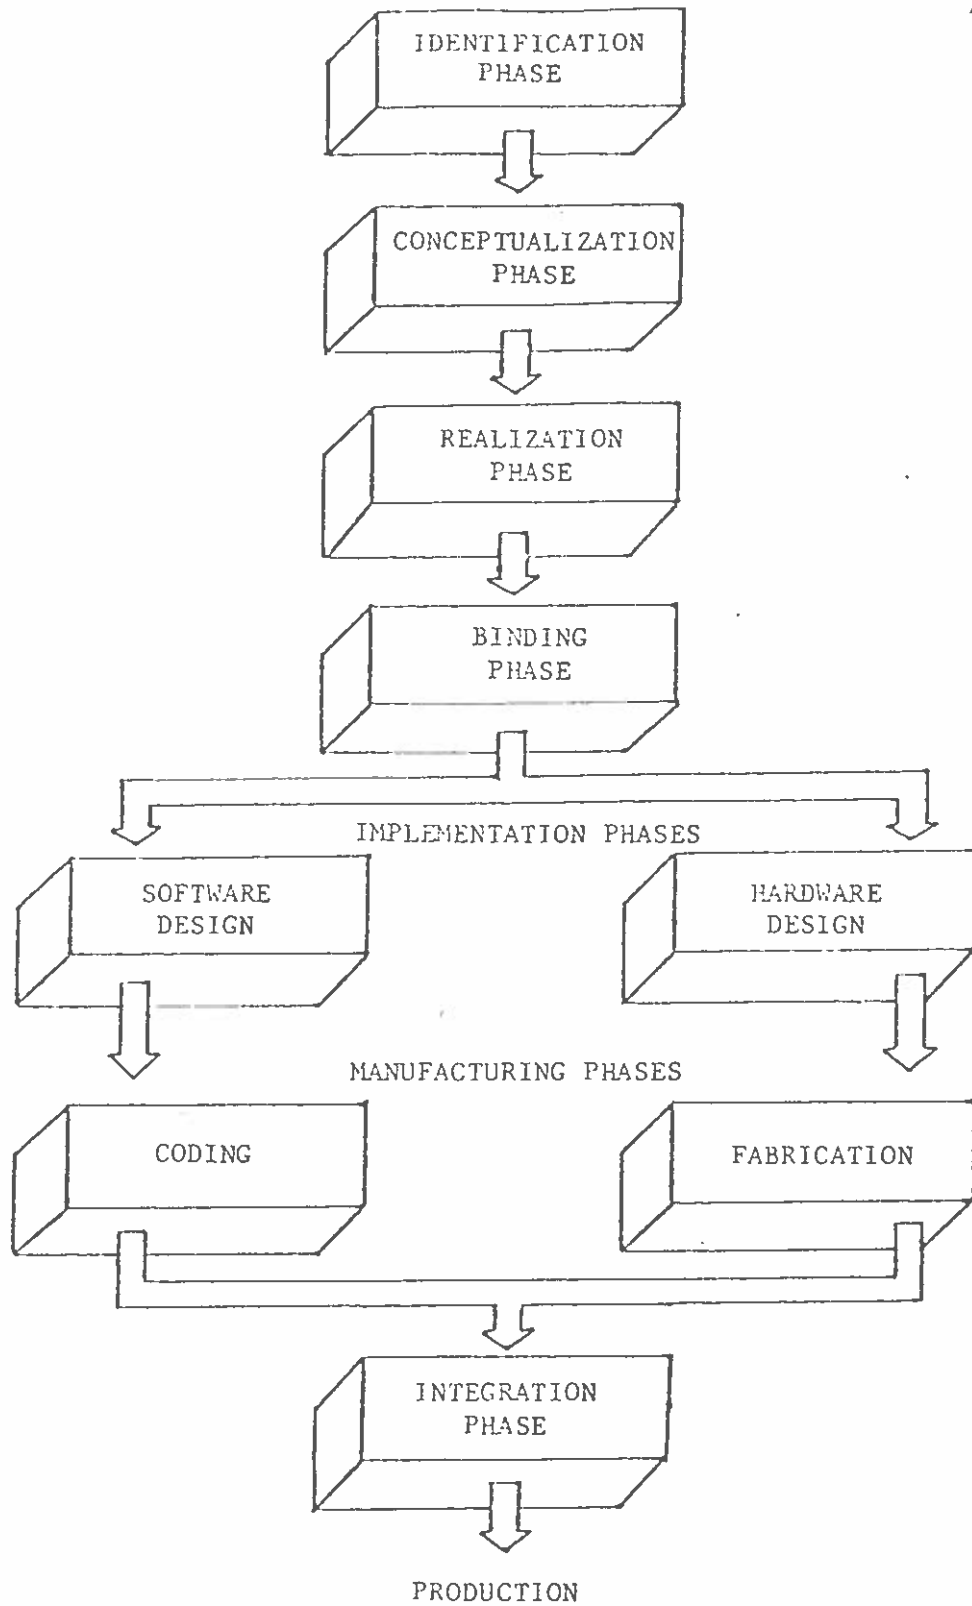 IDENTIFICATION
PHASE
CONCEPTUALIZATION
PHASE
REALIZATION
PHASE
BINDING
PHASE
IMPLEMENTATION PHASES
SOFTWARE
DESIGN
HARDWARE
DESIGN
MANUFACTURING PHASES
CODING
FABRICATION
INTEGRATION
PHASE
PRODUCTION